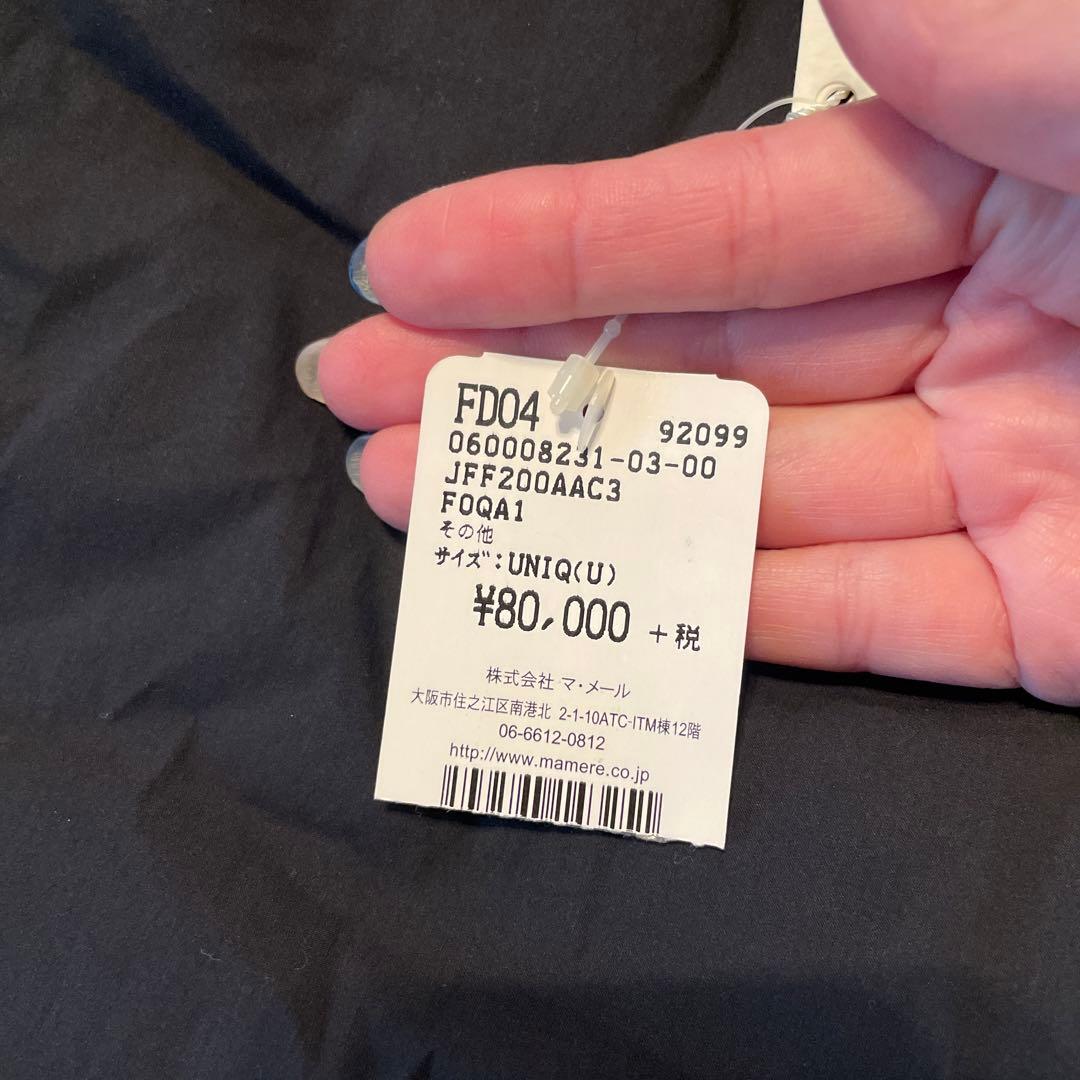 FD04
92099
060008231-03-00
JFF200AAC3
F0QA1
その他
サイズ:UNIQ(U)
¥80,000 +税
株式会社 マ・メール
大阪市住之江区南港北 2-1-10ATC-ITM棟12階
06-6612-0812
http://www.mamere.co.jp